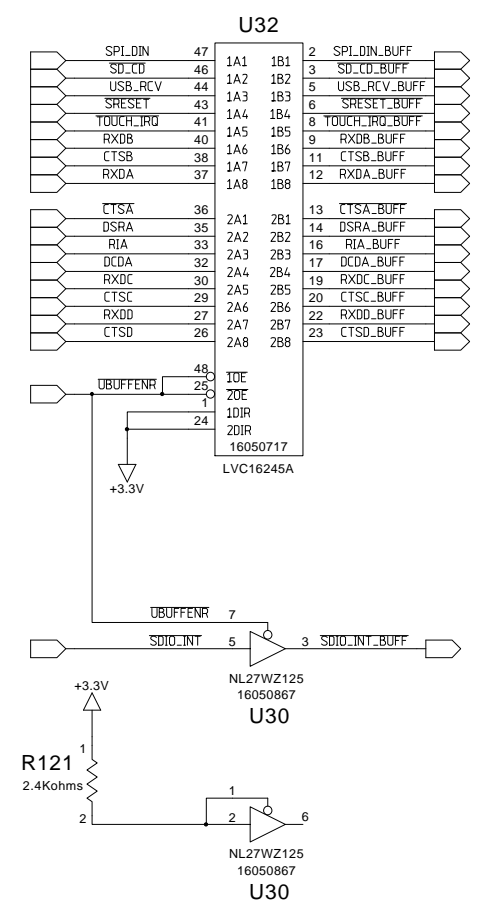 U32
SPI_DIN 47 1A1 1B1 2 SPI_DIN_BUFF
SD_CD 46 1A2 1B2 3 SD_CD_BUFF
USB_RCV 44 1A3 1B3 5 USB_RCV_BUFF
SRESET 43 1A4 1B4 6 SRESET_BUFF
TOUCH_IRQ 41 1A5 1B5 8 TOUCH_IRQ_BUFF
RXDB 40 1A6 1B6 9 RXDB_BUFF
CTSB 38 1A7 1B7 11 CTSB_BUFF
RXDA 37 1A8 1B8 12 RXDA_BUFF
CTSA 36 2A1 2B1 13 CTSA_BUFF
DSRA 35 2A2 2B2 14 DSRA_BUFF
RIA 33 2A3 2B3 16 RIA_BUFF
DCDA 32 2A4 2B4 17 DCDA_BUFF
RXDC 30 2A5 2B5 19 RXDC_BUFF
CTSC 29 2A6 2B6 20 CTSC_BUFF
RXDD 27 2A7 2B7 22 RXDD_BUFF
CTSD 26 2A8 2B8 23 CTSD_BUFF
48 1OE
UBUFFENR 25 2OE
1 1DIR
24 2DIR
16050717
LVC16245A
+3.3V
UBUFFENR 7
SDIO_INT 5 3 SDIO_INT_BUFF
NL27WZ125
16050867
U30
+3.3V
1
R121
2.4Kohms
2
1
2 6
NL27WZ125
16050867
U30